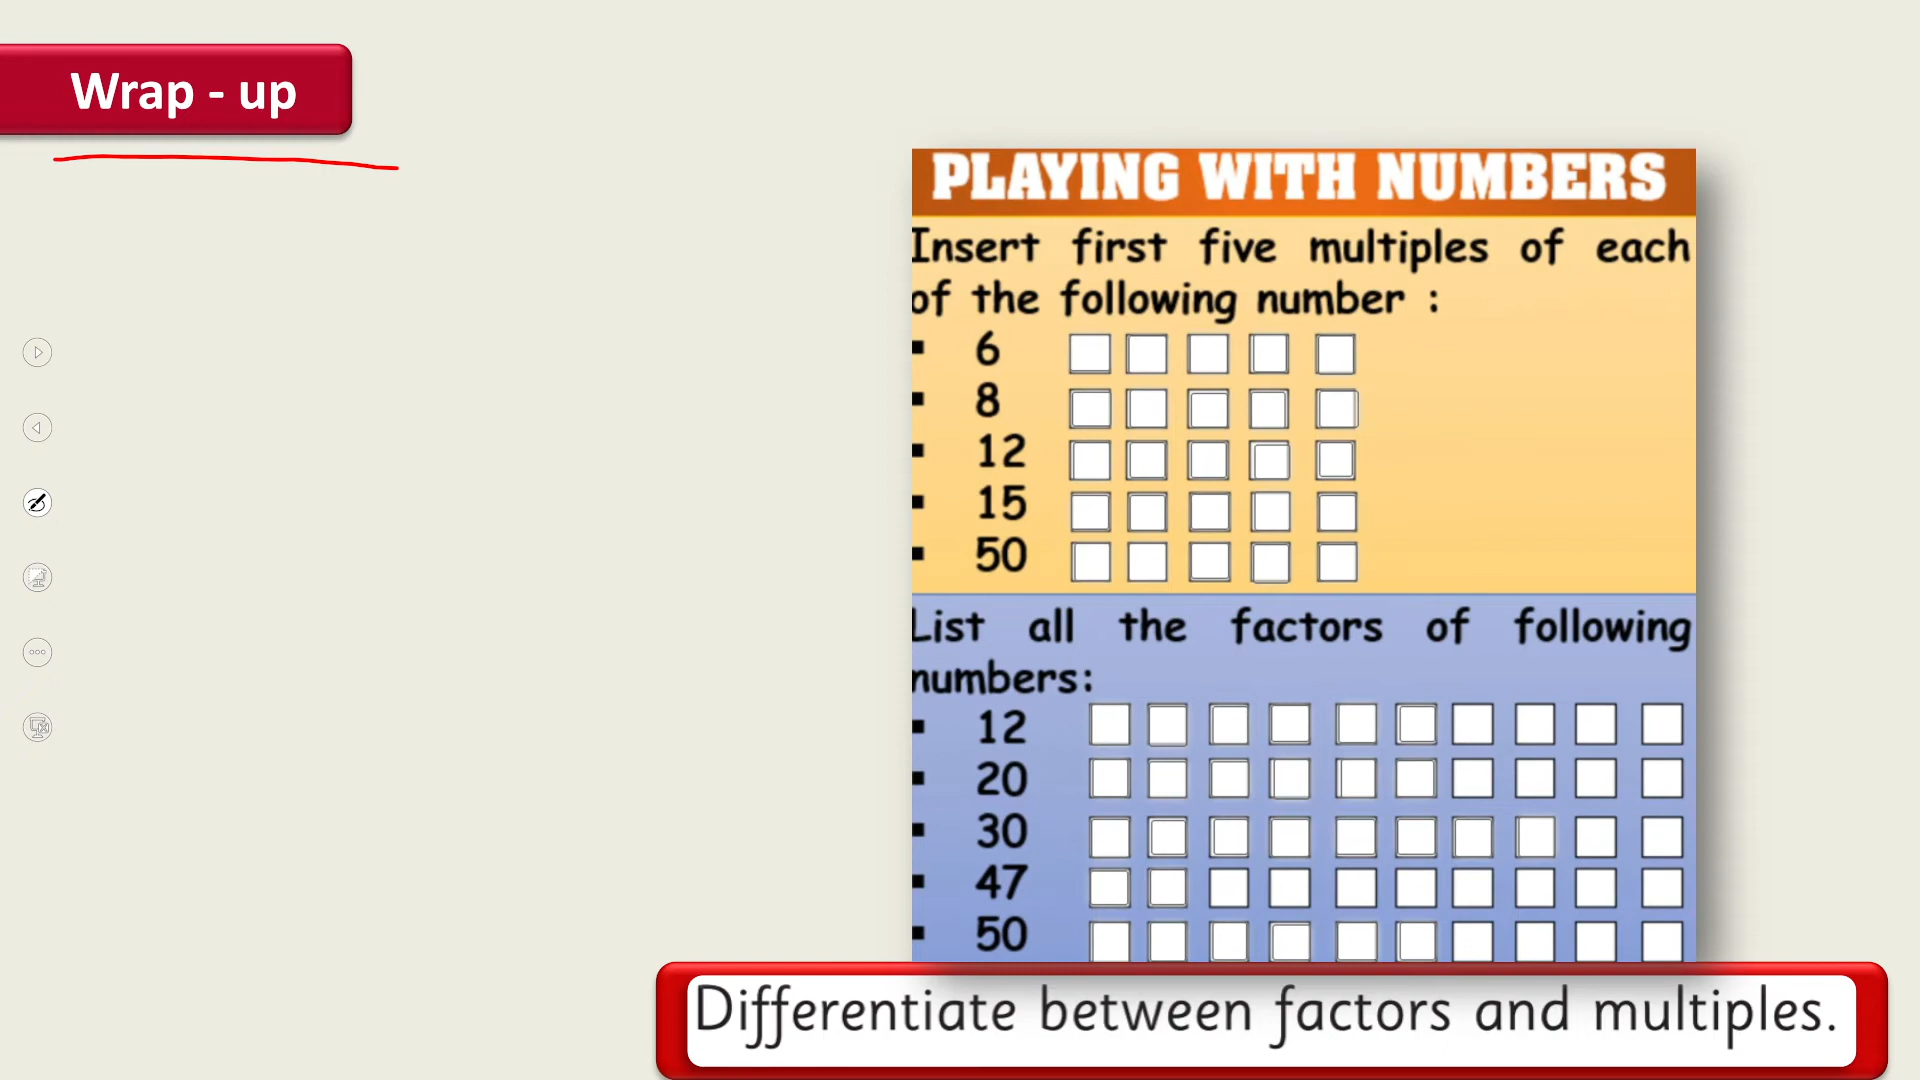 Wrap - up
PLAYING WITH NUMBERS
Insert first five multiples of each
of the following number :
▪ 6
▪ 8
▪ 12
▪ 15
▪ 50
List all the factors of following
numbers:
▪ 12
▪ 20
▪ 30
▪ 47
▪ 50
Differentiate between factors and multiples.